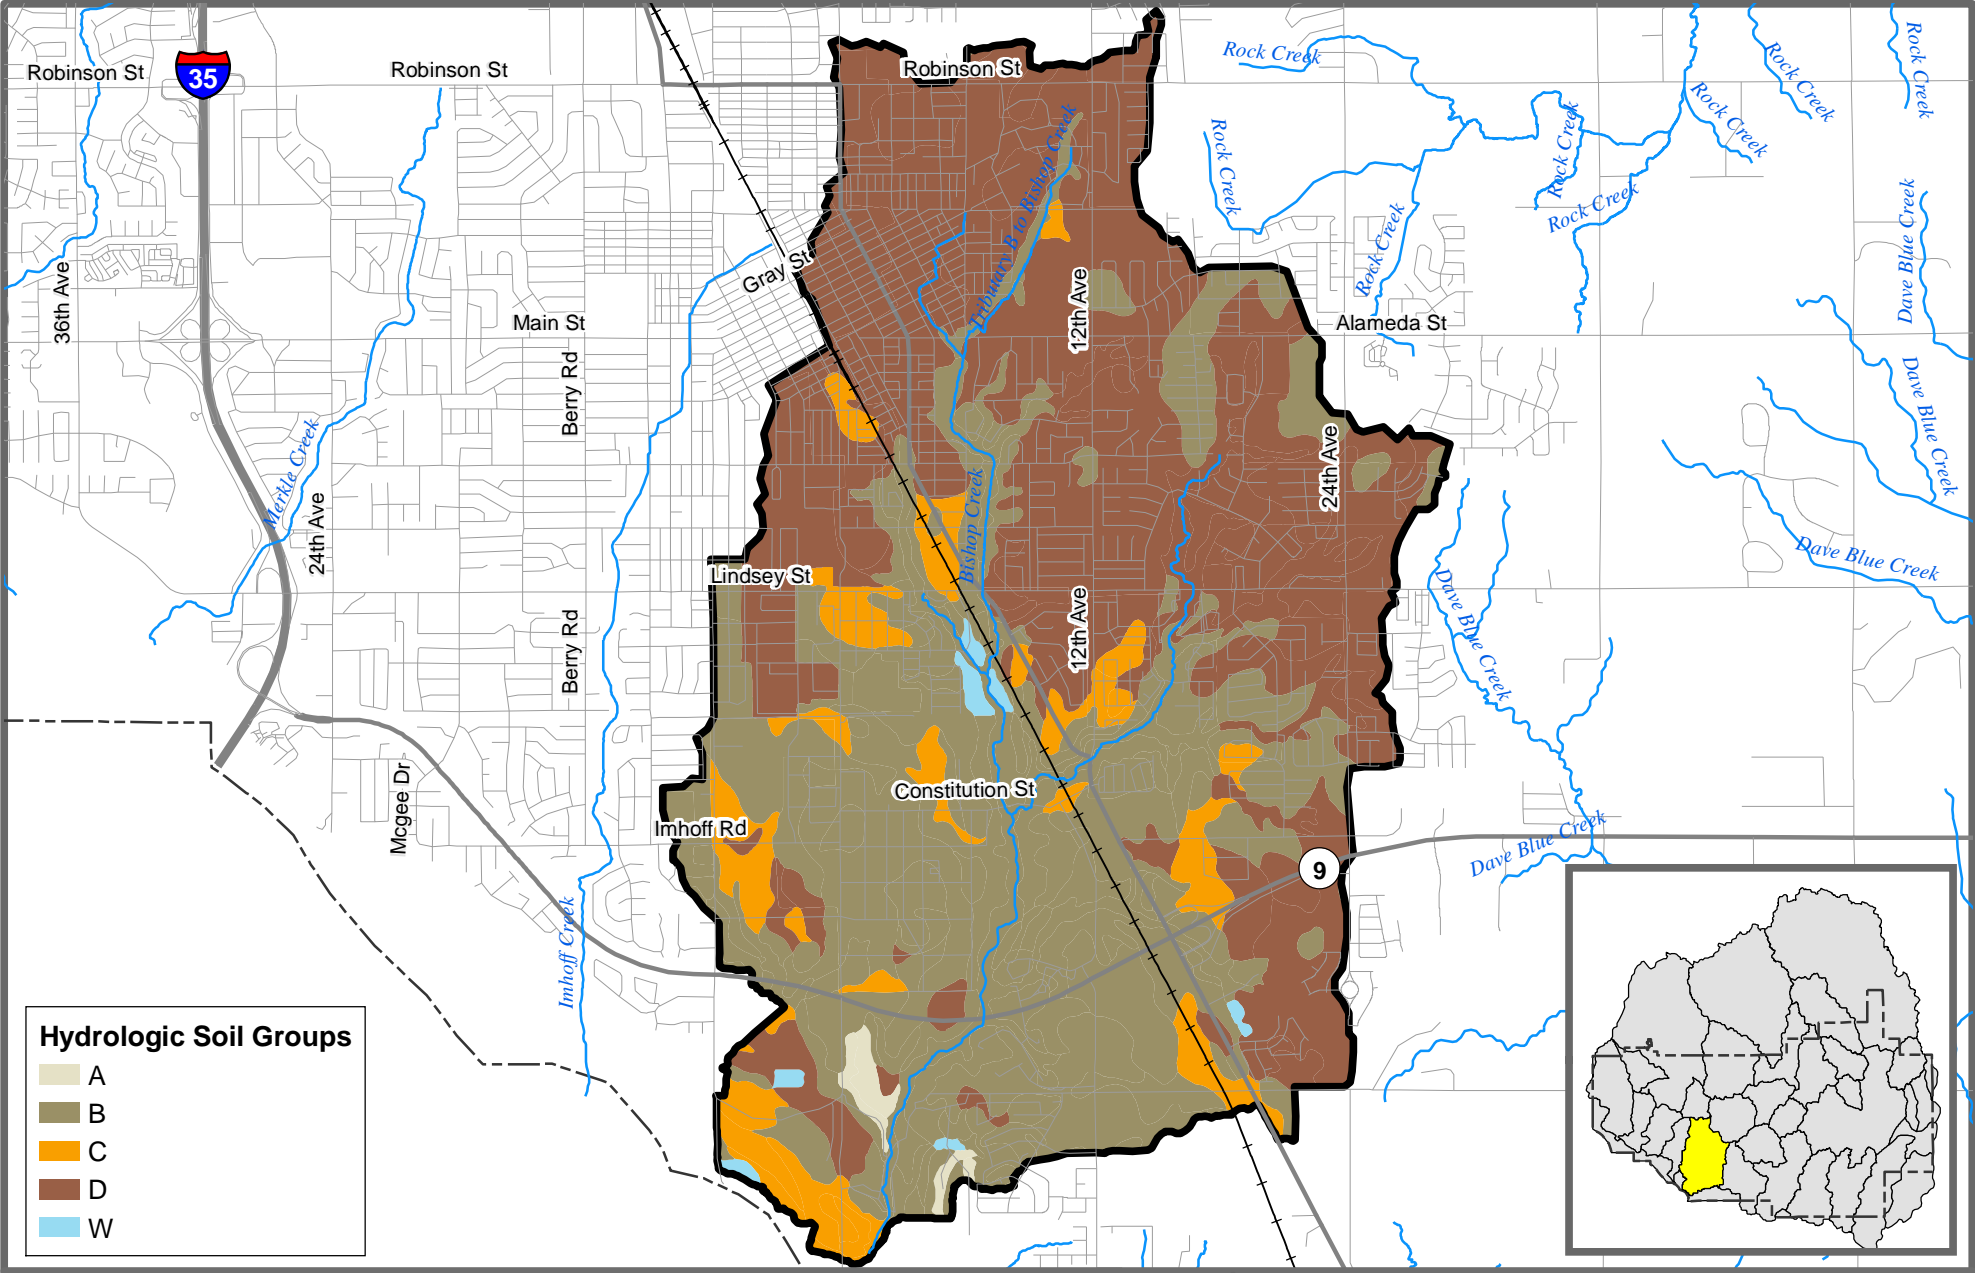 Robinson St
35
Robinson St
Robinson St
Rock Creek
Rock Creek
Rock Creek
Rock Creek
Rock Creek
Rock Creek
Rock Creek
Rock Creek
Tributary B to Bishop Creek
Dave Blue Creek
36th Ave
Gray St
Main St
12th Ave
Alameda St
Berry Rd
Merkle Creek
24th Ave
24th Ave
Dave Blue Creek
Bishop Creek
Lindsey St
Dave Blue Creek
Berry Rd
12th Ave
Dave Blue Creek
Mcgee Dr
Constitution St
Imhoff Rd
Dave Blue Creek
9
Imhoff Creek
Hydrologic Soil Groups
A
B
C
D
W